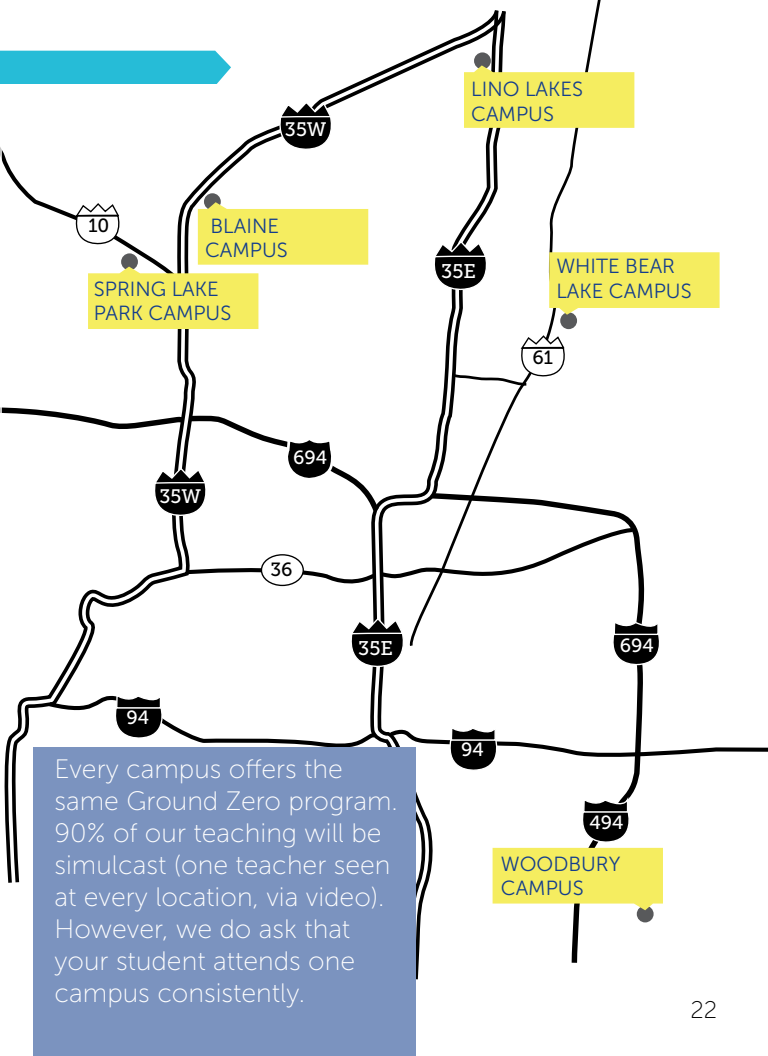 LINO LAKES
CAMPUS
35W
BLAINE
CAMPUS
10
35E
WHITE BEAR
LAKE CAMPUS
SPRING LAKE
PARK CAMPUS
61
694
35W
36
35E
694
94
94
Every campus offers the
same Ground Zero program.
90% of our teaching will be
simulcast (one teacher seen
at every location, via video).
However, we do ask that
your student attends one
campus consistently.
494
WOODBURY
CAMPUS
22